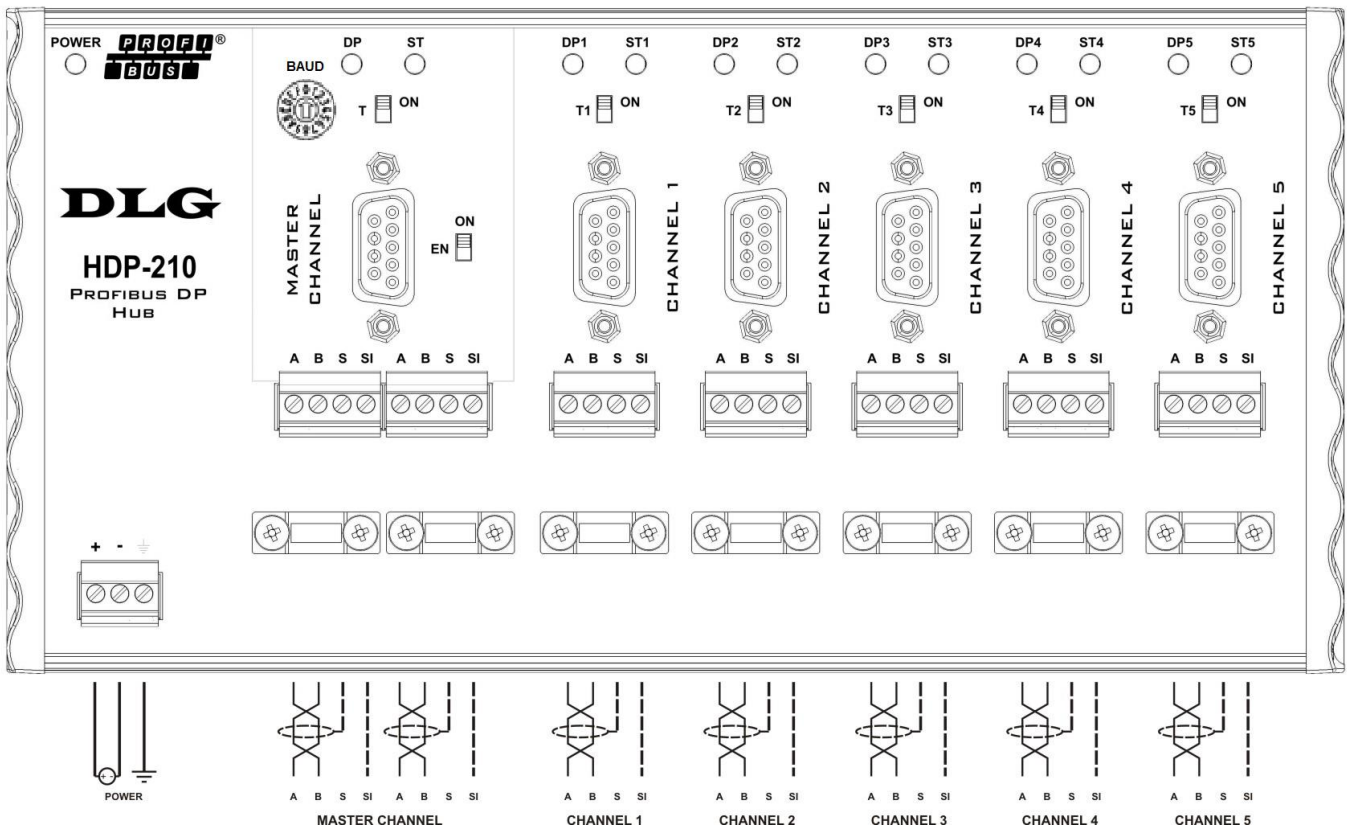 POWER PROFI® DP ST DP1 ST1 DP2 ST2 DP3 ST3 DP4 ST4 DP5 ST5
BUS
BAUD
T ON T1 ON T2 ON T3 ON T4 ON T5 ON
DLG
HDP-210
PROFIBUS DP
HUB
MASTER
CHANNEL
ON
EN
CHANNEL 1
CHANNEL 2
CHANNEL 3
CHANNEL 4
CHANNEL 5
A B S SI A B S SI A B S SI A B S SI A B S SI A B S SI A B S SI
+ -
+ -
POWER
A B S SI A B S SI A B S SI A B S SI A B S SI A B S SI A B S SI
MASTER CHANNEL CHANNEL 1 CHANNEL 2 CHANNEL 3 CHANNEL 4 CHANNEL 5